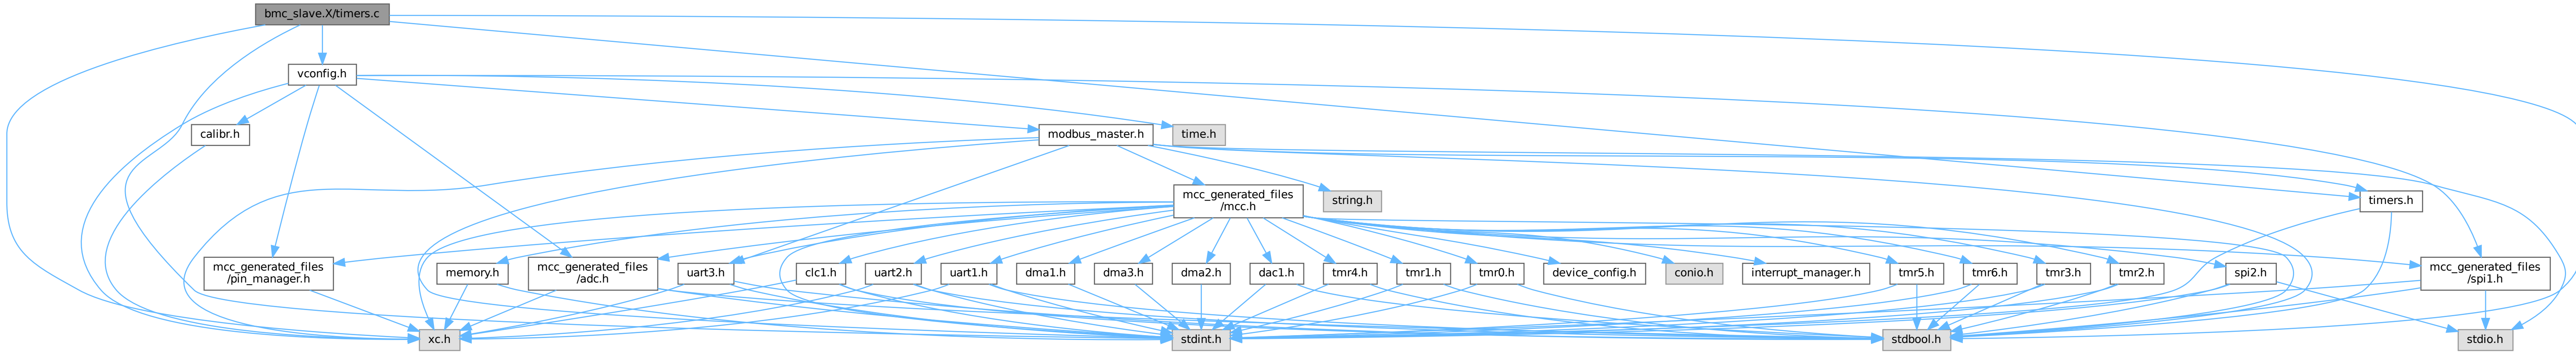 bmc_slave.X/timers.c
vconfig.h
calibr.h
modbus_master.h
time.h
mcc_generated_files
/mcc.h
string.h
timers.h
mcc_generated_files
/pin_manager.h
memory.h
mcc_generated_files
/adc.h
uart3.h
clc1.h
uart2.h
uart1.h
dma1.h
dma3.h
dma2.h
dac1.h
tmr4.h
tmr1.h
tmr0.h
device_config.h
conio.h
interrupt_manager.h
tmr5.h
tmr6.h
tmr3.h
tmr2.h
spi2.h
mcc_generated_files
/spi1.h
xc.h
stdint.h
stdbool.h
stdio.h